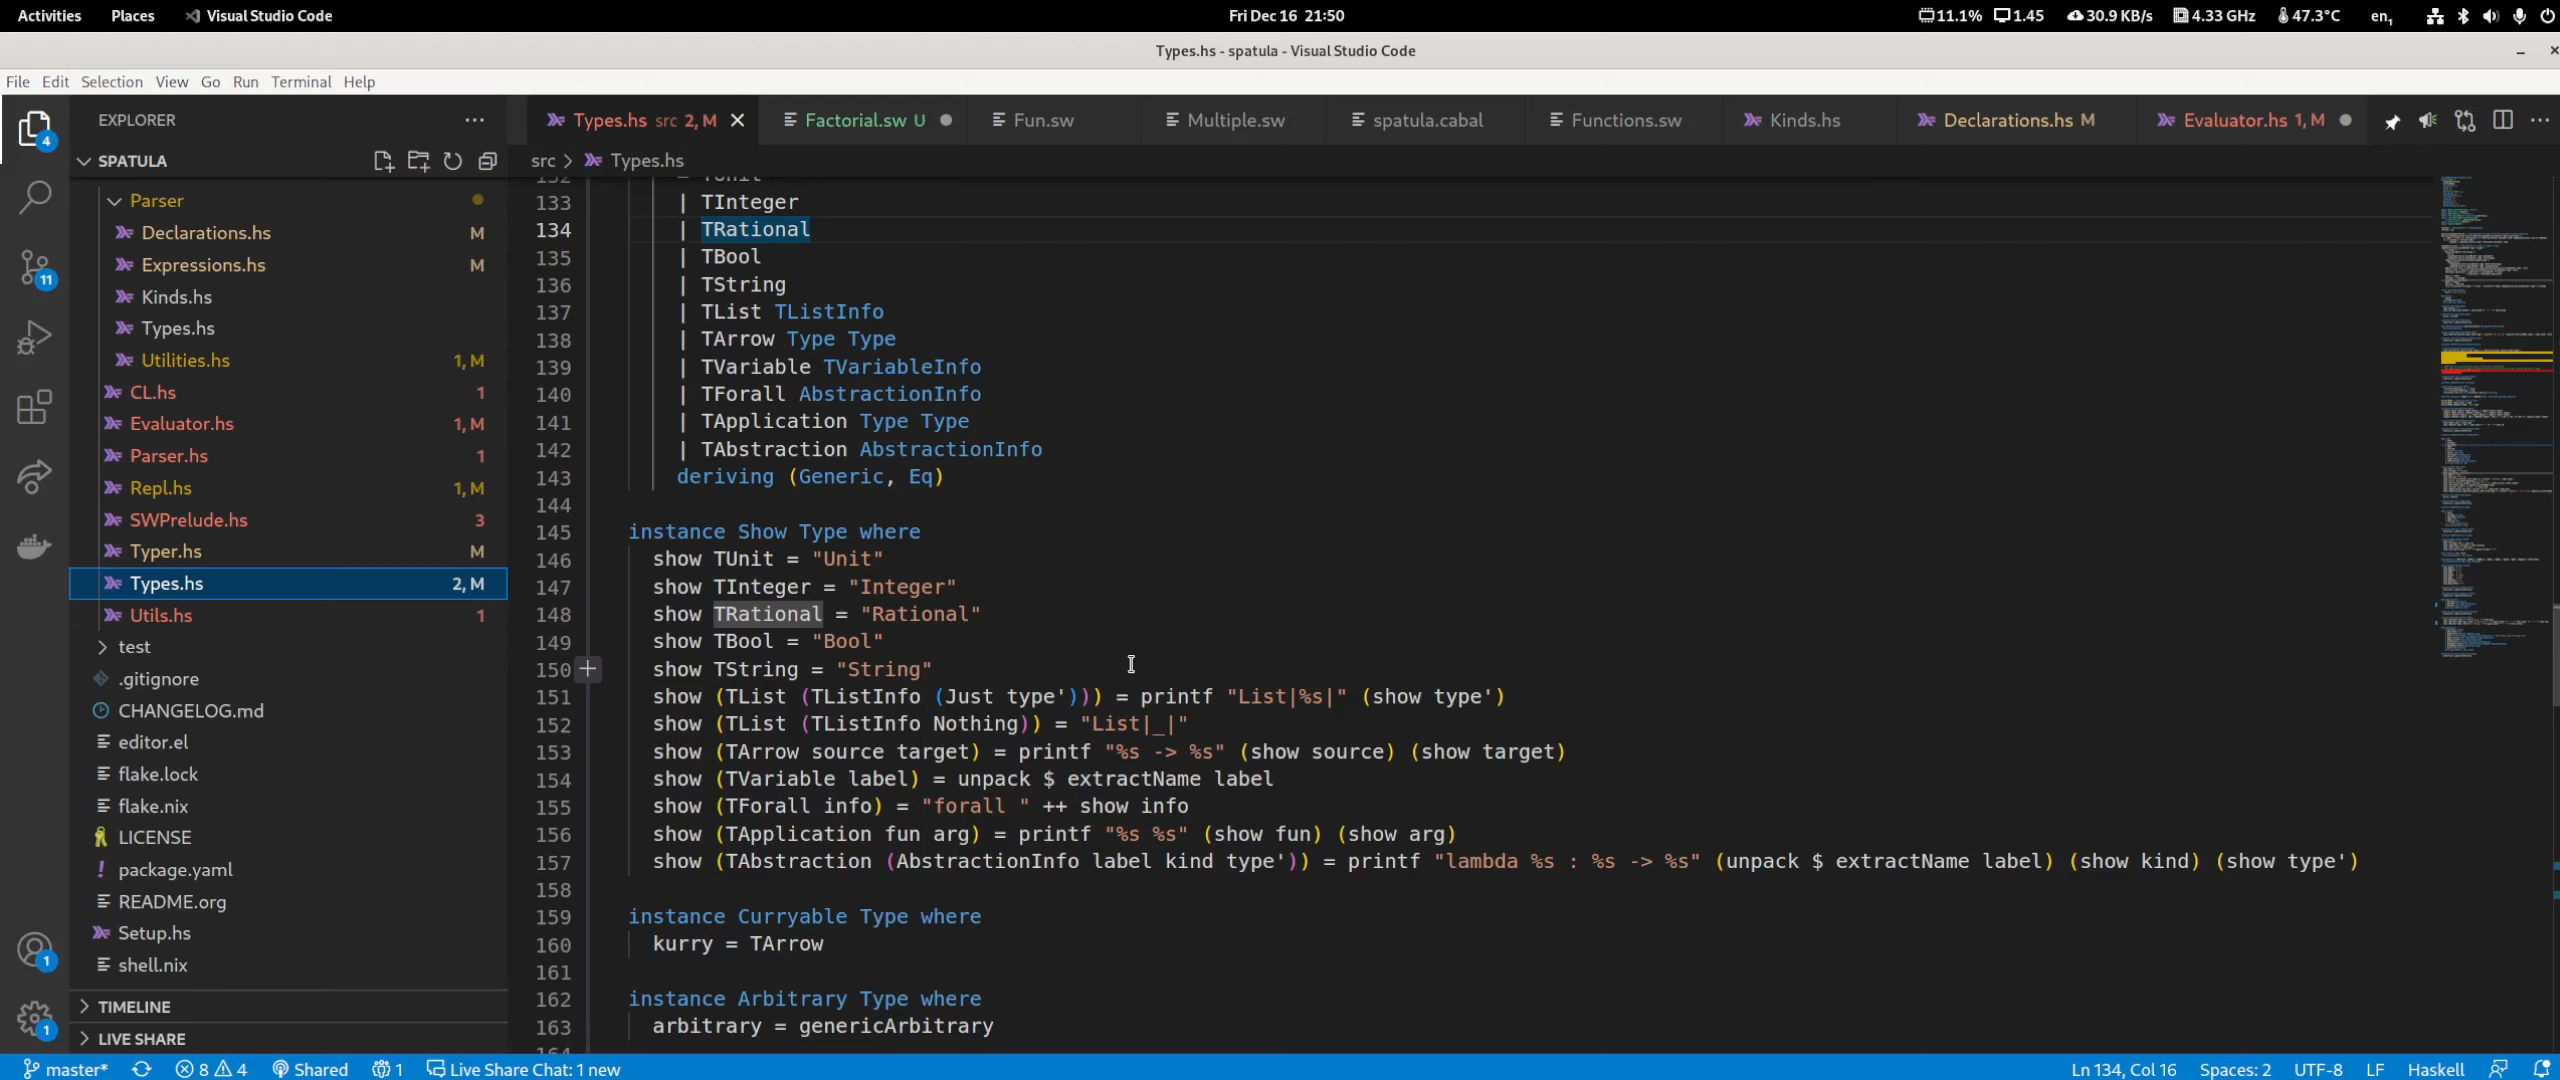 Activities Places Visual Studio Code Fri Dec 16 21:50 11.1% 1.45 30.9 KB/s 4.33 GHz 47.3°C en1
Types.hs - spatula - Visual Studio Code
File Edit Selection View Go Run Terminal Help
EXPLORER
SPATULA
Parser
Declarations.hs M
Expressions.hs M
Kinds.hs
Types.hs
Utilities.hs 1, M
CL.hs 1
Evaluator.hs 1, M
Parser.hs 1
Repl.hs 1, M
SWPrelude.hs 3
Typer.hs M
Types.hs 2, M
Utils.hs 1
test
.gitignore
CHANGELOG.md
editor.el
flake.lock
flake.nix
LICENSE
package.yaml
README.org
Setup.hs
shell.nix
TIMELINE
LIVE SHARE
4
11
1
1
Types.hs src 2, M Factorial.sw U Fun.sw Multiple.sw spatula.cabal Functions.sw Kinds.hs Declarations.hs M Evaluator.hs 1, M
src > Types.hs
132 = TUnit
133 | TInteger
134 | TRational
135 | TBool
136 | TString
137 | TList TListInfo
138 | TArrow Type Type
139 | TVariable TVariableInfo
140 | TForall AbstractionInfo
141 | TApplication Type Type
142 | TAbstraction AbstractionInfo
143 deriving (Generic, Eq)
144
145 instance Show Type where
146 show TUnit = "Unit"
147 show TInteger = "Integer"
148 show TRational = "Rational"
149 show TBool = "Bool"
150 show TString = "String"
151 show (TList (TListInfo (Just type'))) = printf "List|%s|" (show type')
152 show (TList (TListInfo Nothing)) = "List|_|"
153 show (TArrow source target) = printf "%s -> %s" (show source) (show target)
154 show (TVariable label) = unpack $ extractName label
155 show (TForall info) = "forall " ++ show info
156 show (TApplication fun arg) = printf "%s %s" (show fun) (show arg)
157 show (TAbstraction (AbstractionInfo label kind type')) = printf "lambda %s : %s -> %s" (unpack $ extractName label) (show kind) (show type')
158
159 instance Curryable Type where
160 kurry = TArrow
161
162 instance Arbitrary Type where
163 arbitrary = genericArbitrary
master* 8 4 Shared 1 Live Share Chat: 1 new Ln 134, Col 16 Spaces: 2 UTF-8 LF Haskell